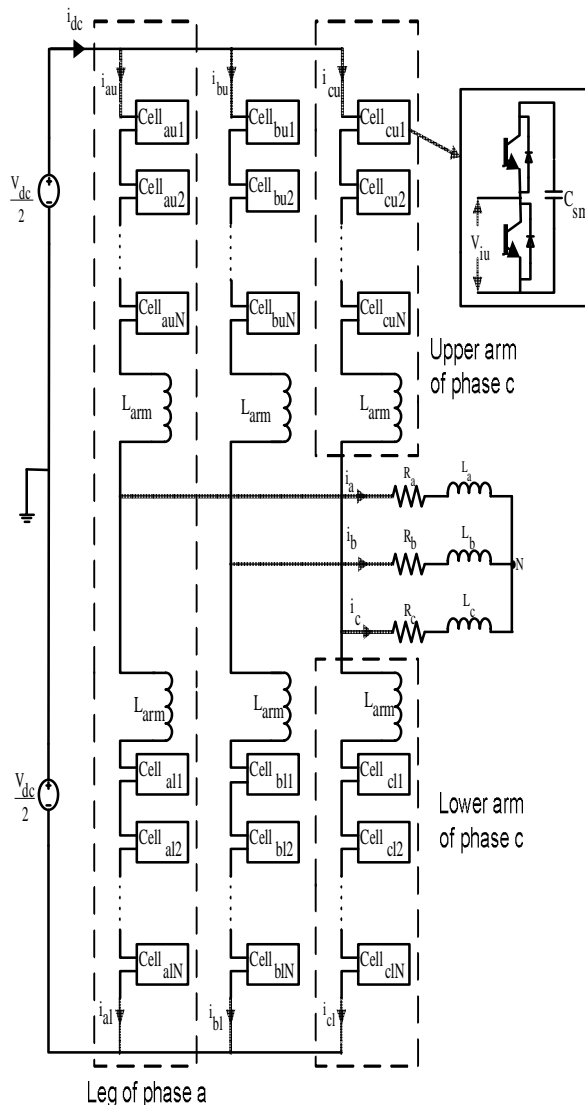 i_dc
i_au i_bu i_cu
Cell_au1 Cell_bu1 Cell_cu1
Cell_au2 Cell_bu2 Cell_cu2
V_dc/2
V_iu
C_sm
Cell_auN Cell_buN Cell_cuN
Upper arm
of phase c
L_arm L_arm L_arm
i_a R_a L_a
i_b R_b L_b
N
i_c R_c L_c
L_arm L_arm L_arm
Cell_al1 Cell_bl1 Cell_cl1
V_dc/2
Lower arm
of phase c
Cell_al2 Cell_bl2 Cell_cl2
Cell_alN Cell_blN Cell_clN
i_al i_bl i_cl
Leg of phase a